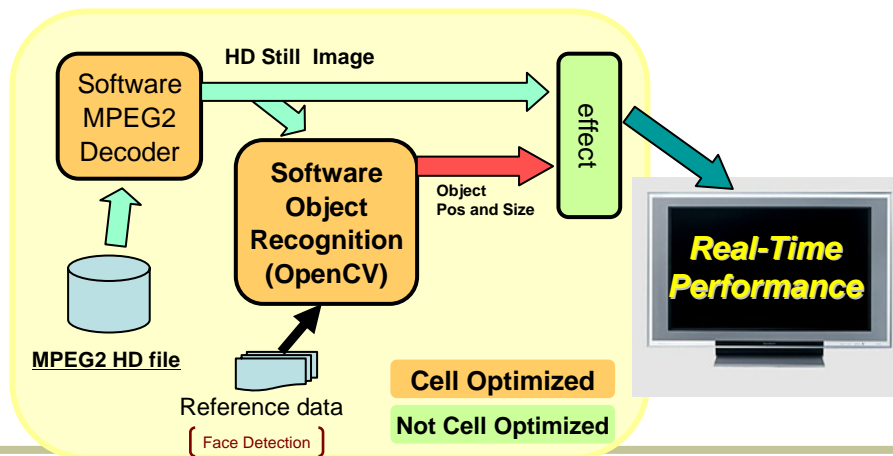 HD Still Image
Software
MPEG2
Decoder
effect
Software
Object
Recognition
(OpenCV)
Object
Pos and Size
Real-Time
Performance
MPEG2 HD file
Reference data
[ Face Detection ]
Cell Optimized
Not Cell Optimized